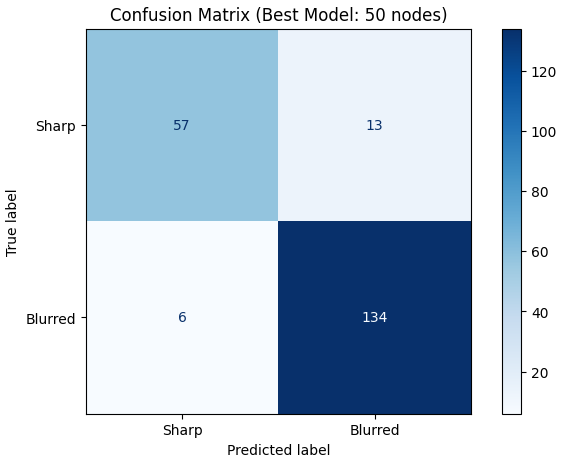 Confusion Matrix (Best Model: 50 nodes)
True label
Sharp
57
13
Blurred
6
134
Sharp
Blurred
Predicted label
120
100
80
60
40
20